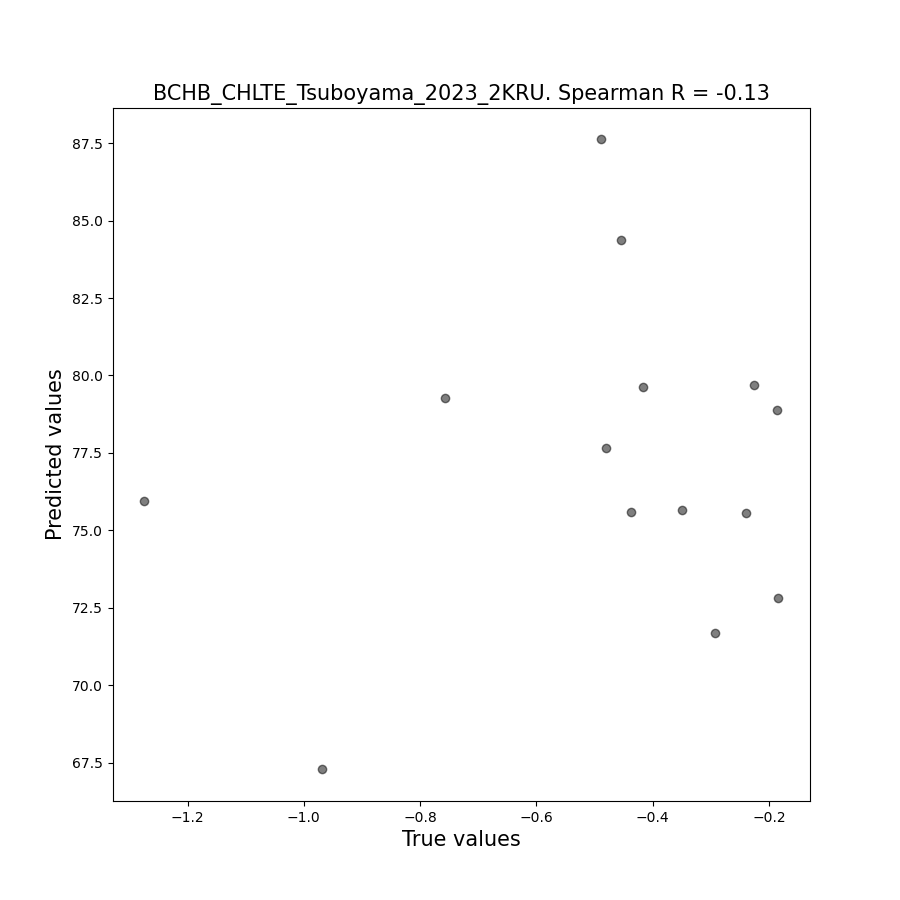 BCHB_CHLTE_Tsuboyama_2023_2KRU. Spearman R = -0.13
87.5
85.0
82.5
80.0
77.5
75.0
72.5
70.0
67.5
Predicted values
−1.2 −1.0 −0.8 −0.6 −0.4 −0.2
True values